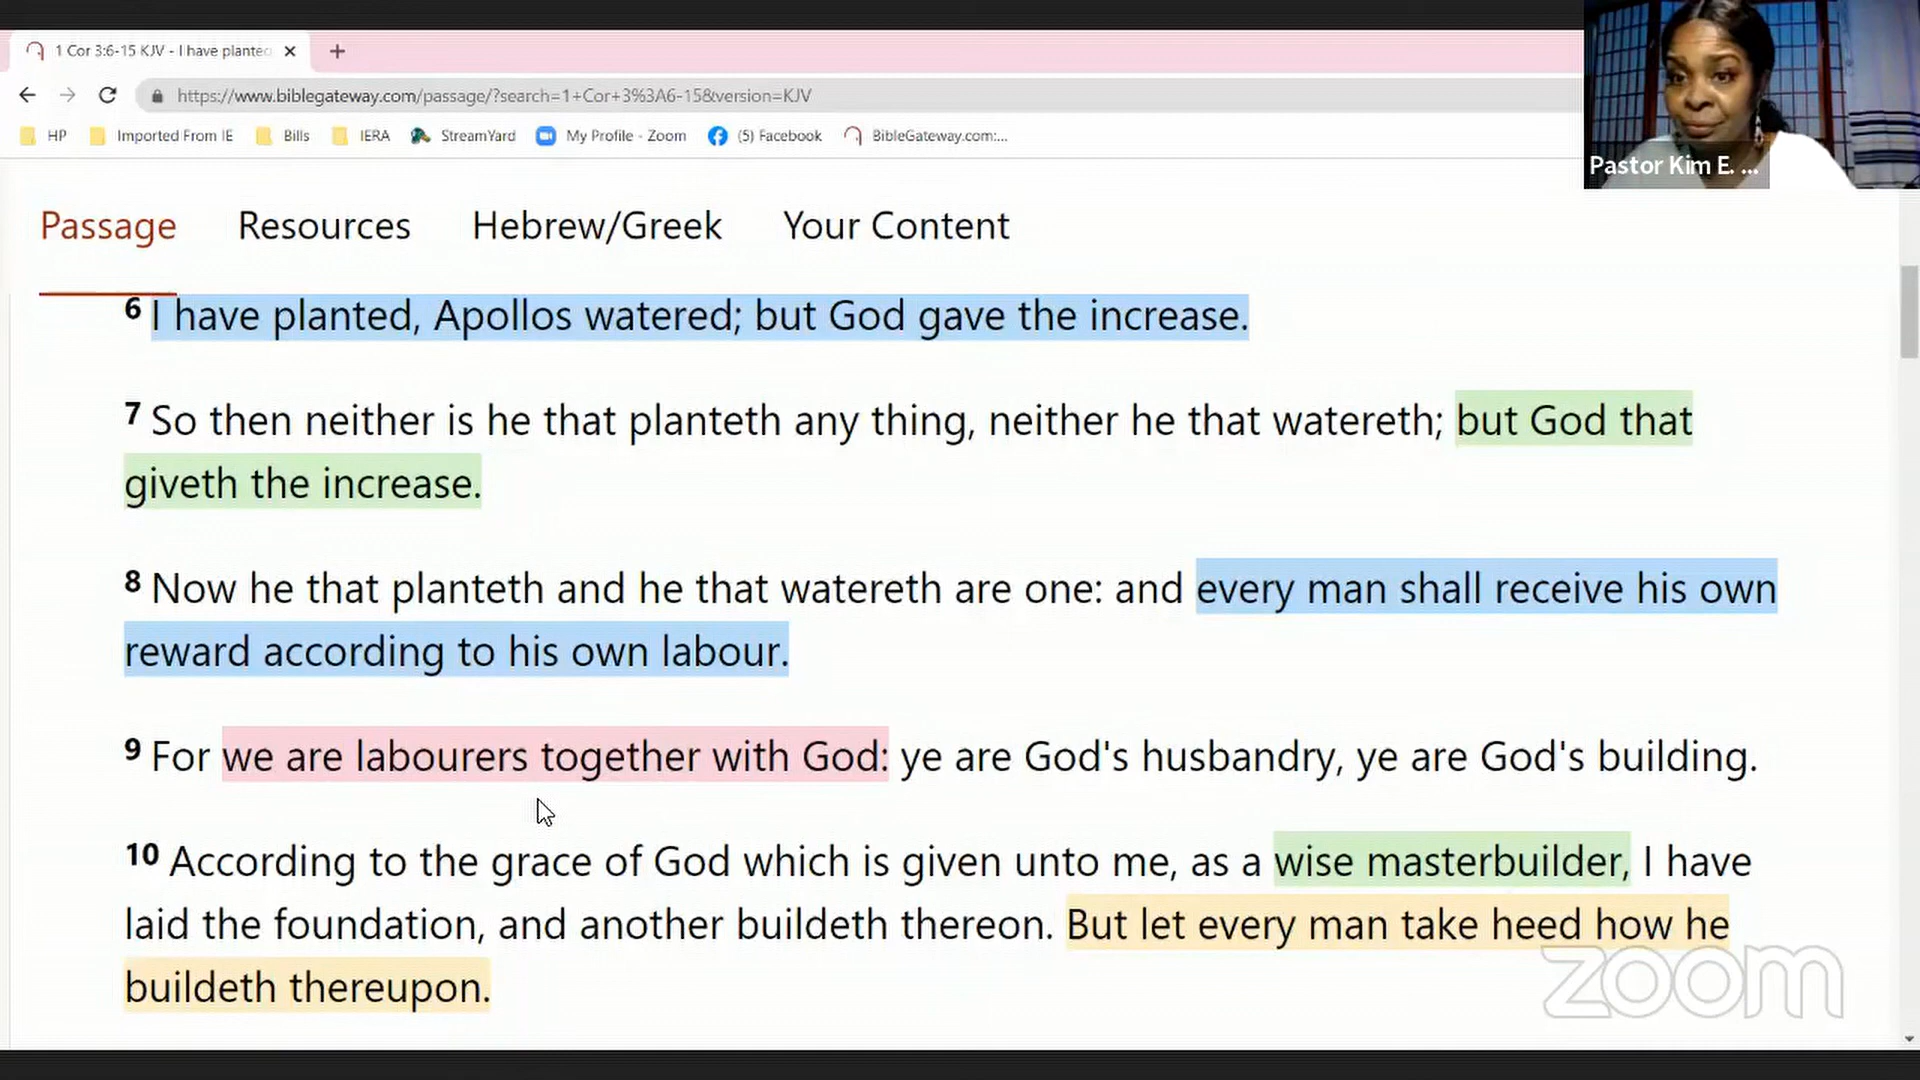 1 Cor 3:6-15 KJV - I have planted
https://www.biblegateway.com/passage/?search=1+Cor+3%3A6-15&version=KJV
HP Imported From IE Bills IERA StreamYard My Profile - Zoom (5) Facebook BibleGateway.com:...
Pastor Kim E. ...
Passage Resources Hebrew/Greek Your Content
6 I have planted, Apollos watered; but God gave the increase.
7 So then neither is he that planteth any thing, neither he that watereth; but God that
giveth the increase.
8 Now he that planteth and he that watereth are one: and every man shall receive his own
reward according to his own labour.
9 For we are labourers together with God: ye are God's husbandry, ye are God's building.
10 According to the grace of God which is given unto me, as a wise masterbuilder, I have
laid the foundation, and another buildeth thereon. But let every man take heed how he
buildeth thereupon.
zoom